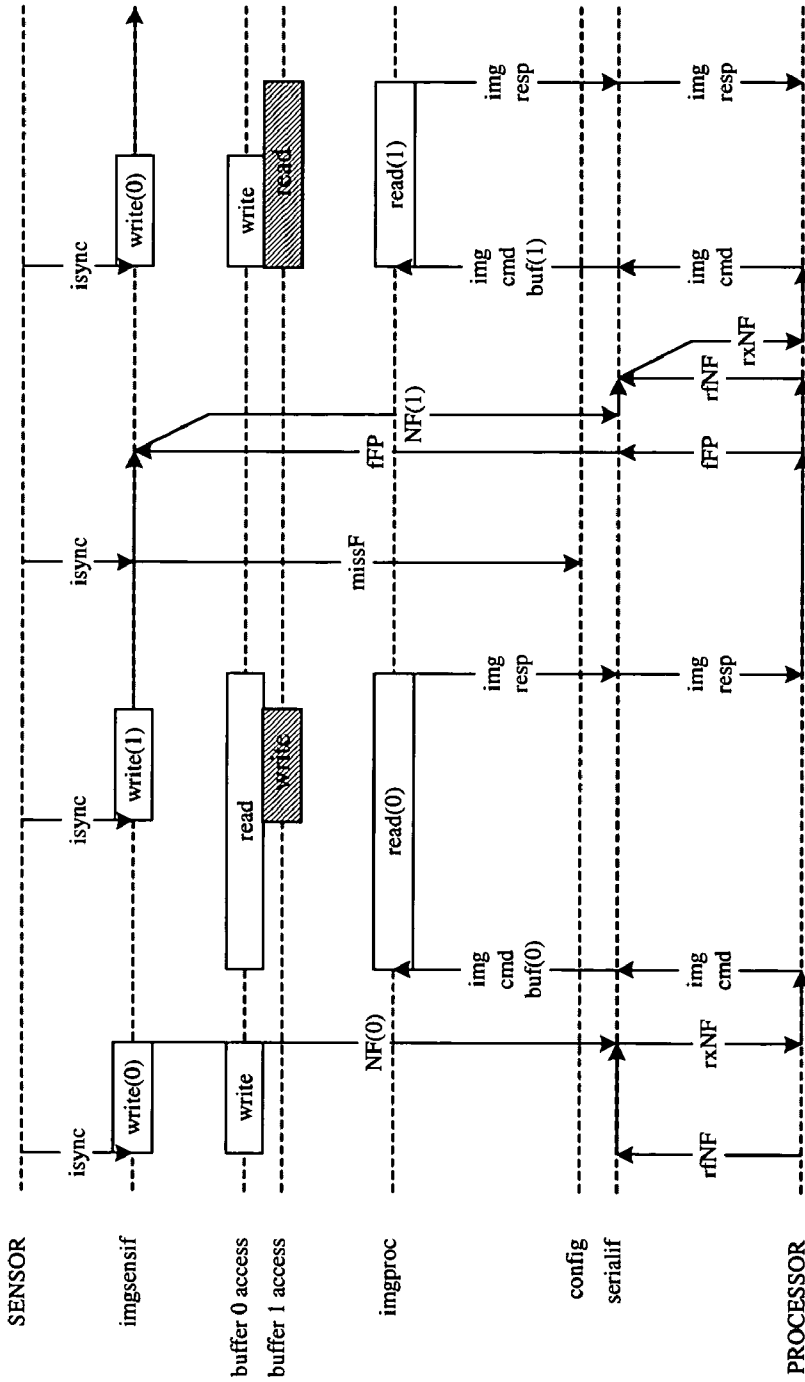 SENSOR
isync
isync
isync
isync
imgsensif
write(0)
write(1)
write(0)
buffer 0 access
write
read
write
buffer 1 access
write
read
NF(0)
missF
fFP
NF(1)
imgproc
read(0)
read(1)
img
cmd
buf(0)
img
resp
img
cmd
buf(1)
img
resp
config
serialif
rfNF
rxNF
img
cmd
img
resp
fFP
rfNF
rxNF
img
cmd
img
resp
PROCESSOR